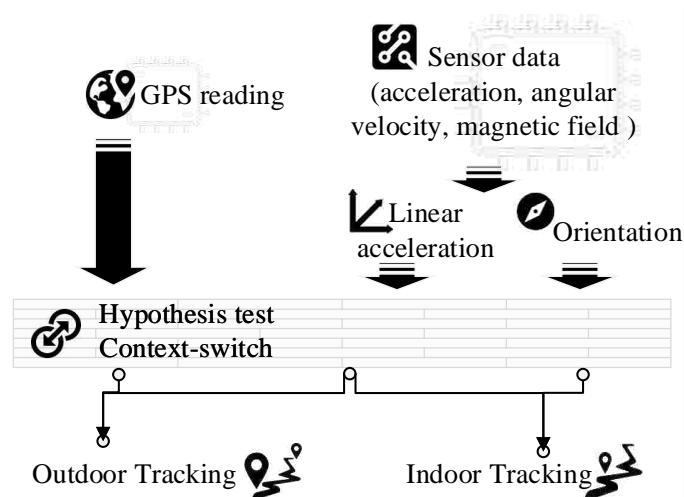 GPS reading
Sensor data
(acceleration, angular
velocity, magnetic field )
Linear
acceleration
Orientation
Hypothesis test
Context-switch
Outdoor Tracking
Indoor Tracking